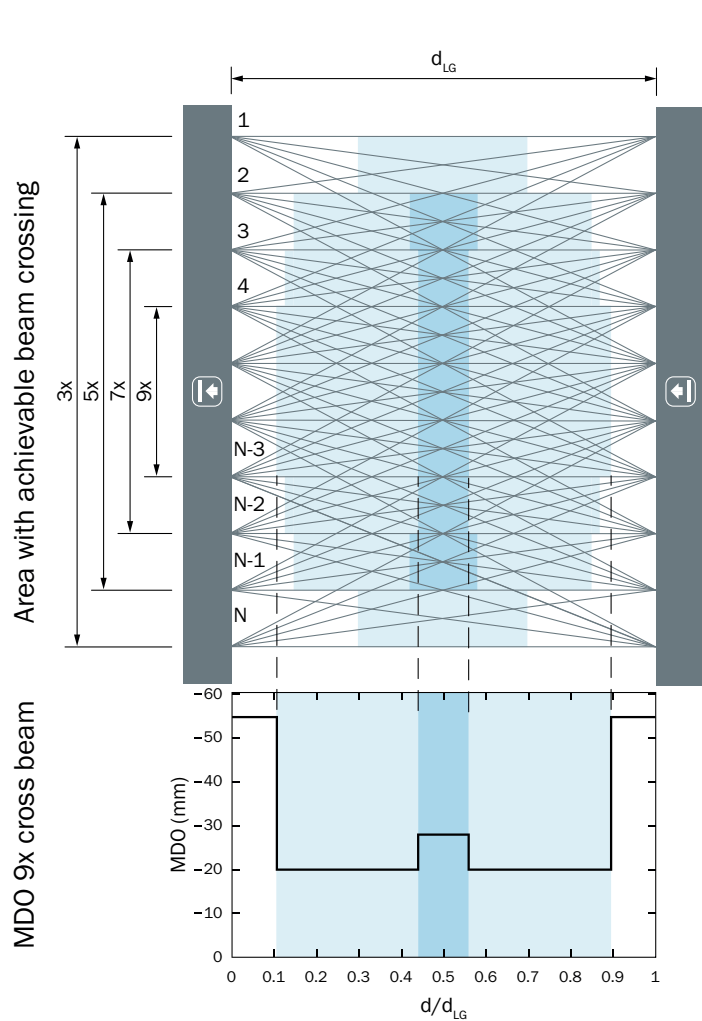 d_LG
1
2
3
4
N-3
N-2
N-1
N
3x
5x
7x
9x
Area with achievable beam crossing
MDO 9x cross beam
MDO (mm)
–60
–50
–40
–30
–20
–10
0
0 0.1 0.2 0.3 0.4 0.5 0.6 0.7 0.8 0.9 1
d/d_LG